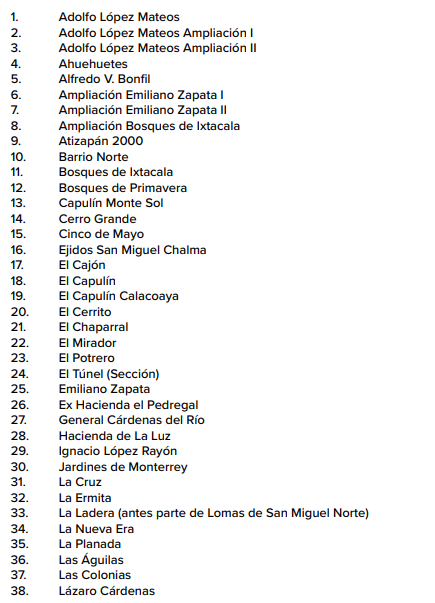 1. Adolfo López Mateos
2. Adolfo López Mateos Ampliación I
3. Adolfo López Mateos Ampliación II
4. Ahuehuetes
5. Alfredo V. Bonfil
6. Ampliación Emiliano Zapata I
7. Ampliación Emiliano Zapata II
8. Ampliación Bosques de Ixtacala
9. Atizapán 2000
10. Barrio Norte
11. Bosques de Ixtacala
12. Bosques de Primavera
13. Capulín Monte Sol
14. Cerro Grande
15. Cinco de Mayo
16. Ejidos San Miguel Chalma
17. El Cajón
18. El Capulín
19. El Capulín Calacoaya
20. El Cerrito
21. El Chaparral
22. El Mirador
23. El Potrero
24. El Túnel (Sección)
25. Emiliano Zapata
26. Ex Hacienda el Pedregal
27. General Cárdenas del Río
28. Hacienda de La Luz
29. Ignacio López Rayón
30. Jardines de Monterrey
31. La Cruz
32. La Ermita
33. La Ladera (antes parte de Lomas de San Miguel Norte)
34. La Nueva Era
35. La Planada
36. Las Águilas
37. Las Colonias
38. Lázaro Cárdenas